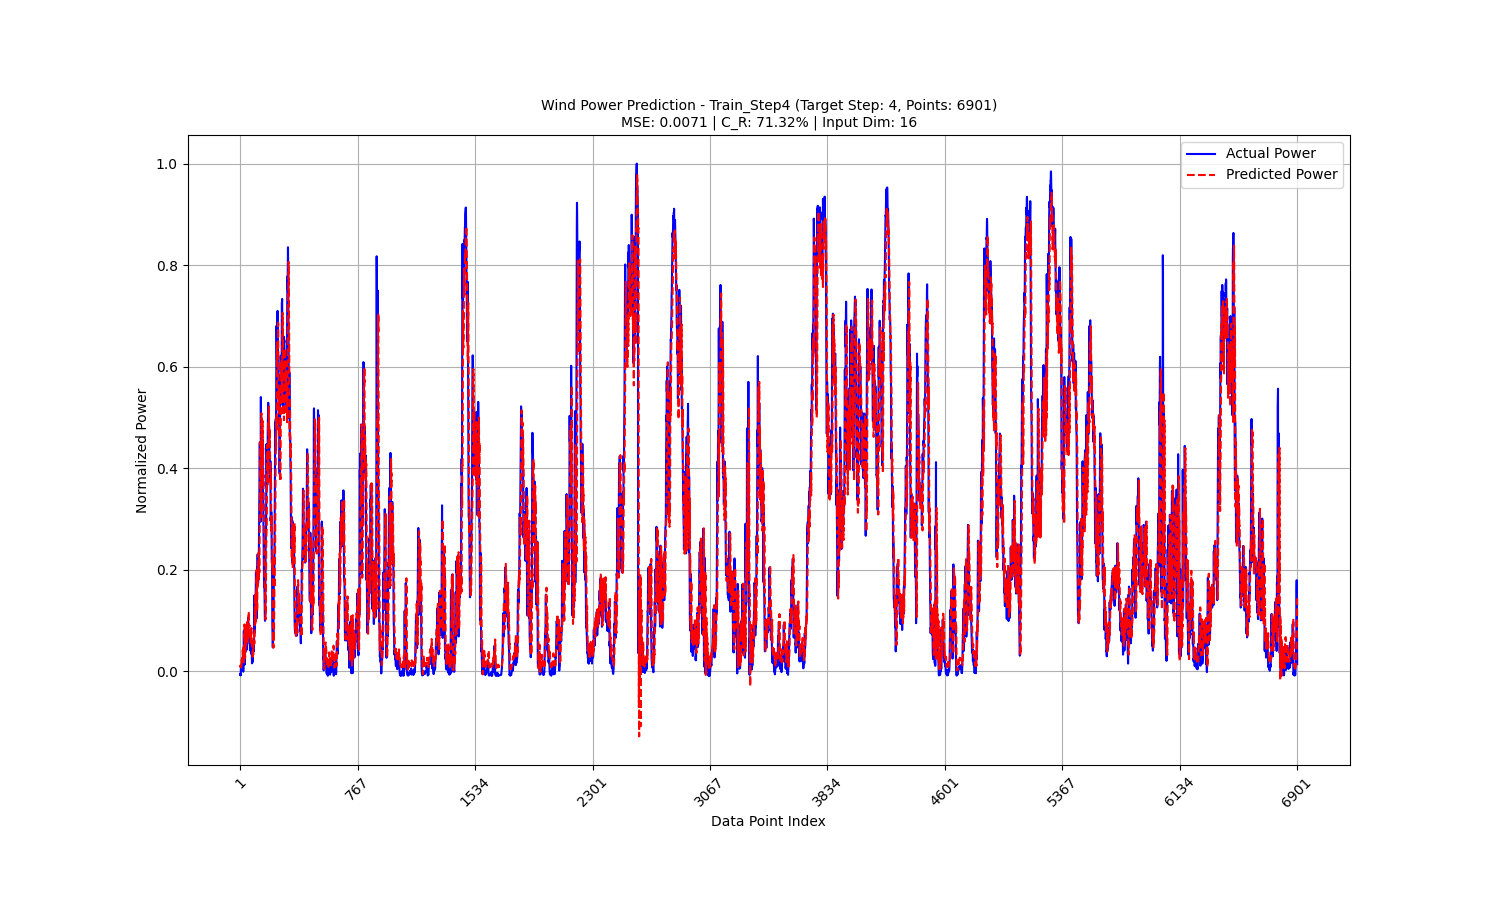 Wind Power Prediction - Train_Step4 (Target Step: 4, Points: 6901)
MSE: 0.0071 | C_R: 71.32% | Input Dim: 16
Actual Power
Predicted Power
Normalized Power
1.0
0.8
0.6
0.4
0.2
0.0
1
767
1534
2301
3067
3834
4601
5367
6134
6901
Data Point Index